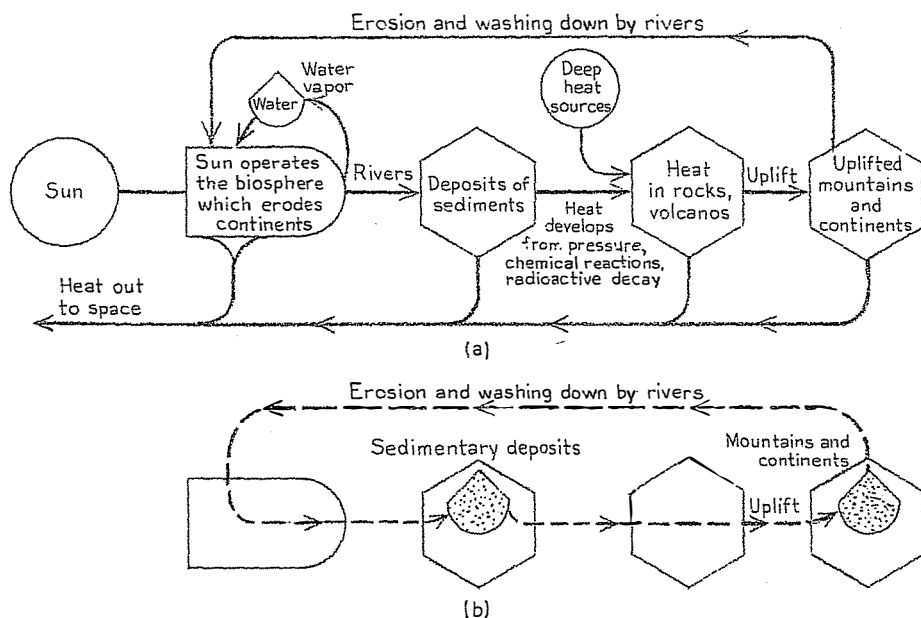 Erosion and washing down by rivers
Water
vapor
Water
Deep
heat
sources
Sun
Sun operates
the biosphere
which erodes
continents
Rivers
Deposits of
sediments
Heat
develops
from pressure,
chemical reactions,
radioactive decay
Heat
in rocks,
volcanos
Uplift
Uplifted
mountains
and
continents
Heat out
to space
(a)
Erosion and washing down by rivers
Sedimentary deposits
Mountains and
continents
Uplift
(b)